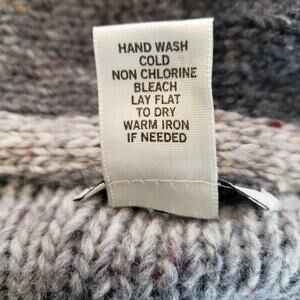 HAND WASH
COLD
NON CHLORINE
BLEACH
LAY FLAT
TO DRY
WARM IRON
IF NEEDED